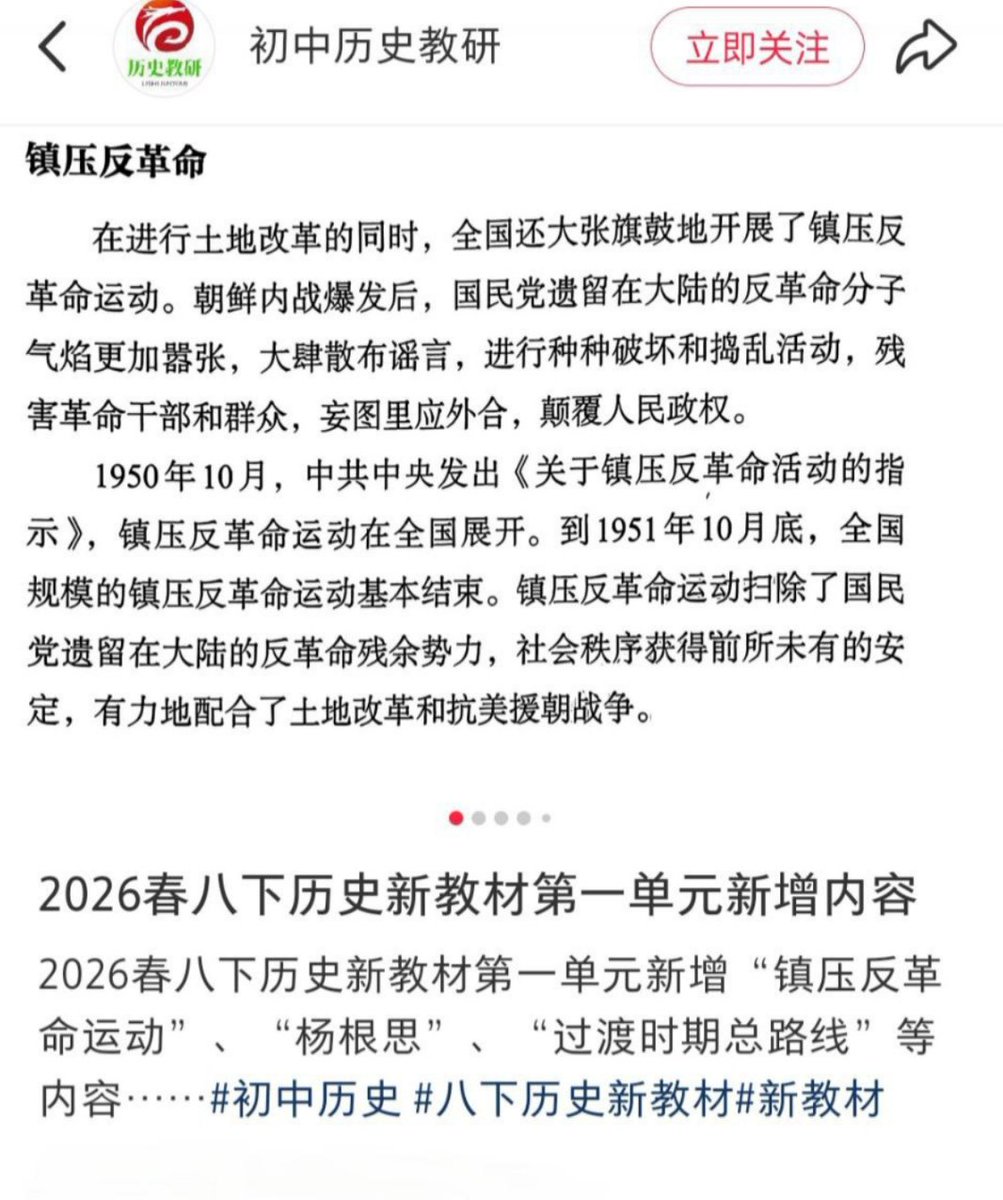 历史教研
初中历史教研
立即关注
镇压反革命
在进行土地改革的同时，全国还大张旗鼓地开展了镇压反
革命运动。朝鲜内战爆发后，国民党遗留在大陆的反革命分子
气焰更加嚣张，大肆散布谣言，进行种种破坏和捣乱活动，残
害革命干部和群众，妄图里应外合，颠覆人民政权。
1950年10月，中共中央发出《关于镇压反革命活动的指
示》，镇压反革命运动在全国展开。到1951年10月底，全国
规模的镇压反革命运动基本结束。镇压反革命运动扫除了国民
党遗留在大陆的反革命残余势力，社会秩序获得前所未有的安
定，有力地配合了土地改革和抗美援朝战争。
2026春八下历史新教材第一单元新增内容
2026春八下历史新教材第一单元新增“镇压反革
命运动”、“杨根思”、“过渡时期总路线”等
内容……#初中历史 #八下历史新教材#新教材